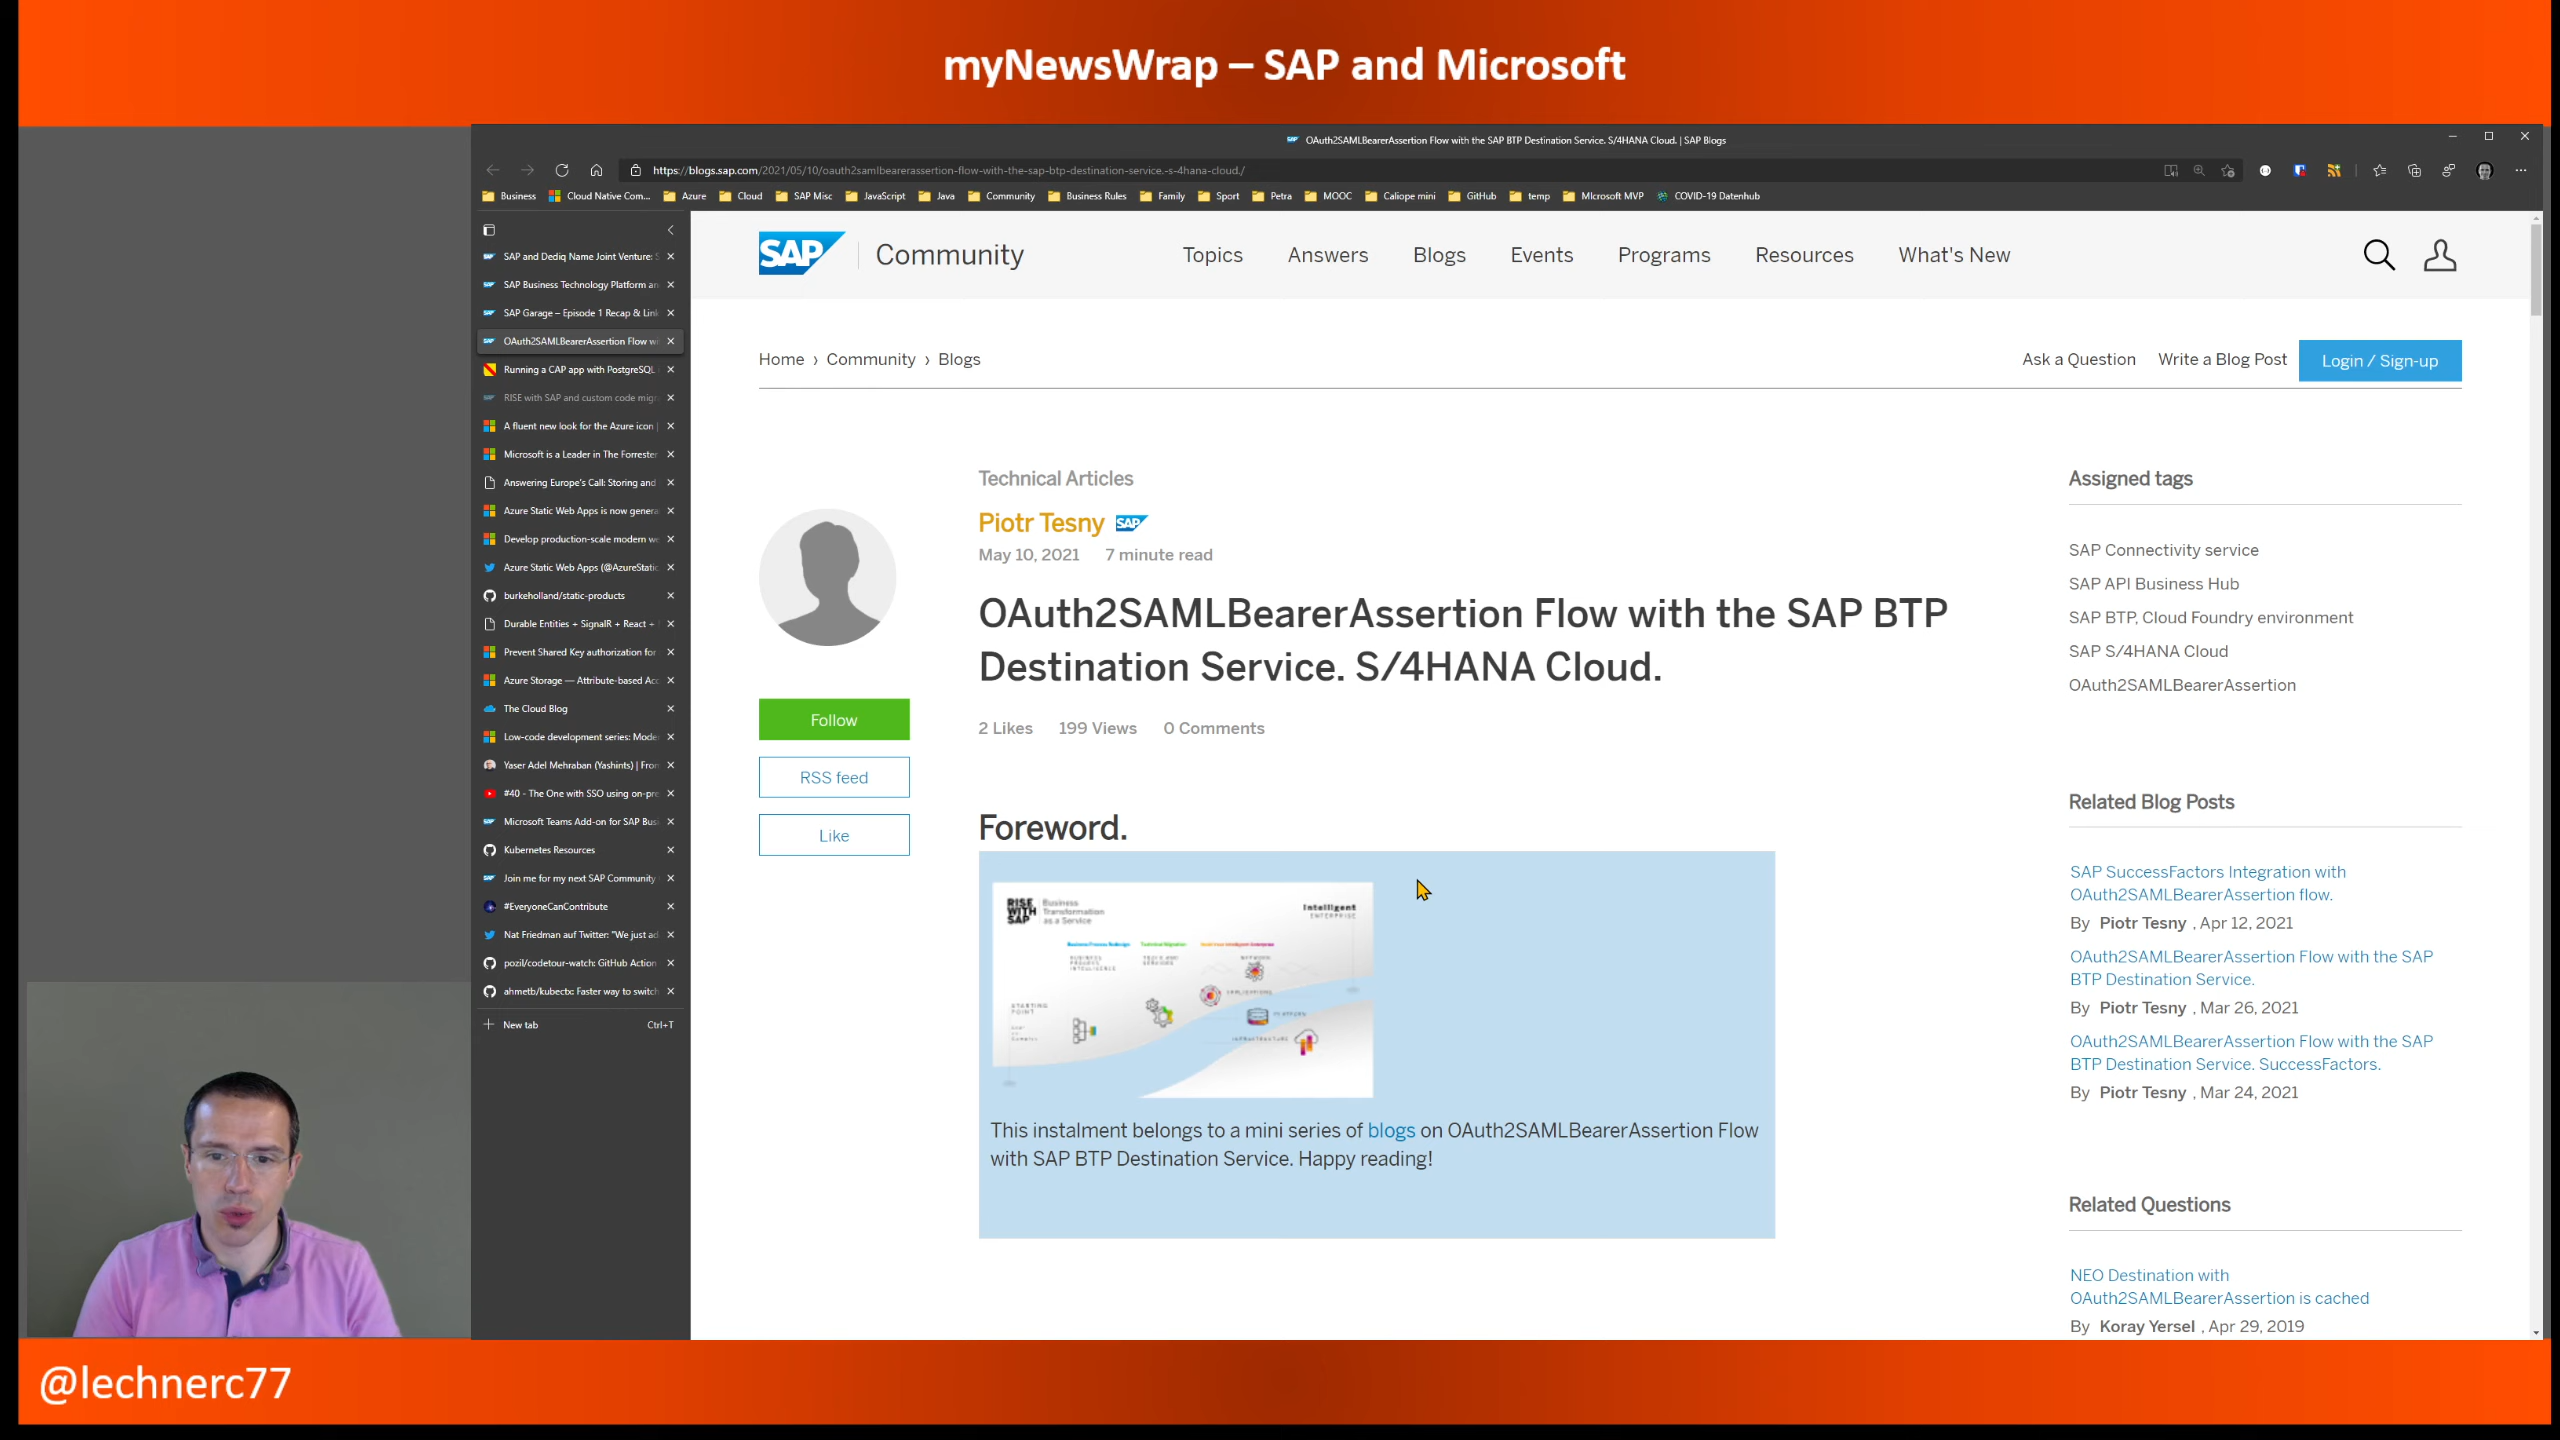 myNewsWrap – SAP and Microsoft
OAuth2SAMLBearerAssertion Flow with the SAP BTP Destination Service. S/4HANA Cloud. | SAP Blogs
https://blogs.sap.com/2021/05/10/oauth2samlbearerassertion-flow-with-the-sap-btp-destination-service.-s-4hana-cloud./
Business Cloud Native Com... Azure Cloud SAP Misc JavaScript Java Community Business Rules Family Sport Petra MOOC Caliope mini GitHub temp MIcrosoft MVP COVID-19 Datenhub
SAP and Dediq Name Joint Venture: S
SAP Business Technology Platform an
SAP Garage – Episode 1 Recap & Link
OAuth2SAMLBearerAssertion Flow wi
Running a CAP app with PostgreSQL
RISE with SAP and custom code migr
A fluent new look for the Azure icon |
Microsoft is a Leader in The Forrester
Answering Europe's Call: Storing and
Azure Static Web Apps is now genera
Develop production-scale modern we
Azure Static Web Apps (@AzureStatic
burkeholland/static-products
Durable Entities + SignalR + React +
Prevent Shared Key authorization for
Azure Storage — Attribute-based Acc
The Cloud Blog
Low-code development series: Mode
Yaser Adel Mehraban (Yashints) | From
#40 - The One with SSO using on-pre
Microsoft Teams Add-on for SAP Busi
Kubernetes Resources
Join me for my next SAP Community
#EveryoneCanContribute
Nat Friedman auf Twitter: "We just ad
pozil/codetour-watch: GitHub Action
ahmetb/kubectx: Faster way to switch
New tab Ctrl+T
SAP Community Topics Answers Blogs Events Programs Resources What's New
Home › Community › Blogs
Ask a Question Write a Blog Post Login / Sign-up
Technical Articles
Piotr Tesny SAP
May 10, 2021 7 minute read
OAuth2SAMLBearerAssertion Flow with the SAP BTP
Destination Service. S/4HANA Cloud.
2 Likes 199 Views 0 Comments
Follow
RSS feed
Like
Foreword.
RISE WITH SAP
Business Transformation as a Service
Intelligent
ENTERPRISE
This instalment belongs to a mini series of blogs on OAuth2SAMLBearerAssertion Flow
with SAP BTP Destination Service. Happy reading!
Assigned tags
SAP Connectivity service
SAP API Business Hub
SAP BTP, Cloud Foundry environment
SAP S/4HANA Cloud
OAuth2SAMLBearerAssertion
Related Blog Posts
SAP SuccessFactors Integration with
OAuth2SAMLBearerAssertion flow.
By Piotr Tesny , Apr 12, 2021
OAuth2SAMLBearerAssertion Flow with the SAP
BTP Destination Service.
By Piotr Tesny , Mar 26, 2021
OAuth2SAMLBearerAssertion Flow with the SAP
BTP Destination Service. SuccessFactors.
By Piotr Tesny , Mar 24, 2021
Related Questions
NEO Destination with
OAuth2SAMLBearerAssertion is cached
By Koray Yersel , Apr 29, 2019
@lechnerc77